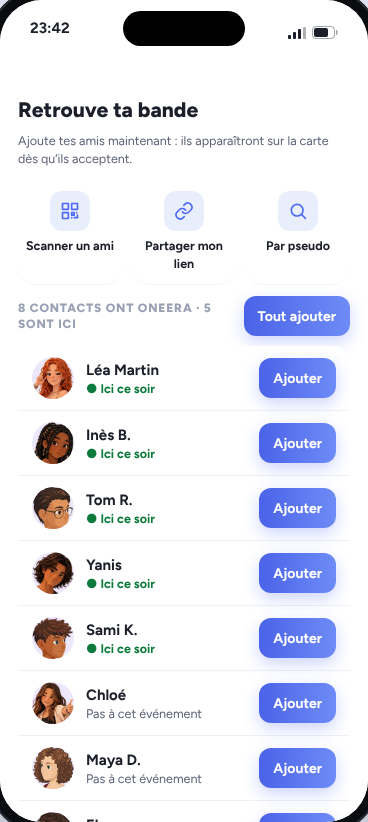 23:42
Retrouve ta bande
Ajoute tes amis maintenant : ils apparaîtront sur la carte
dès qu'ils acceptent.
Scanner un ami
Partager mon
lien
Par pseudo
8 CONTACTS ONT ONEERA · 5
SONT ICI
Tout ajouter
Léa Martin
Ici ce soir
Ajouter
Inès B.
Ici ce soir
Ajouter
Tom R.
Ici ce soir
Ajouter
Yanis
Ici ce soir
Ajouter
Sami K.
Ici ce soir
Ajouter
Chloé
Pas à cet événement
Ajouter
Maya D.
Pas à cet événement
Ajouter